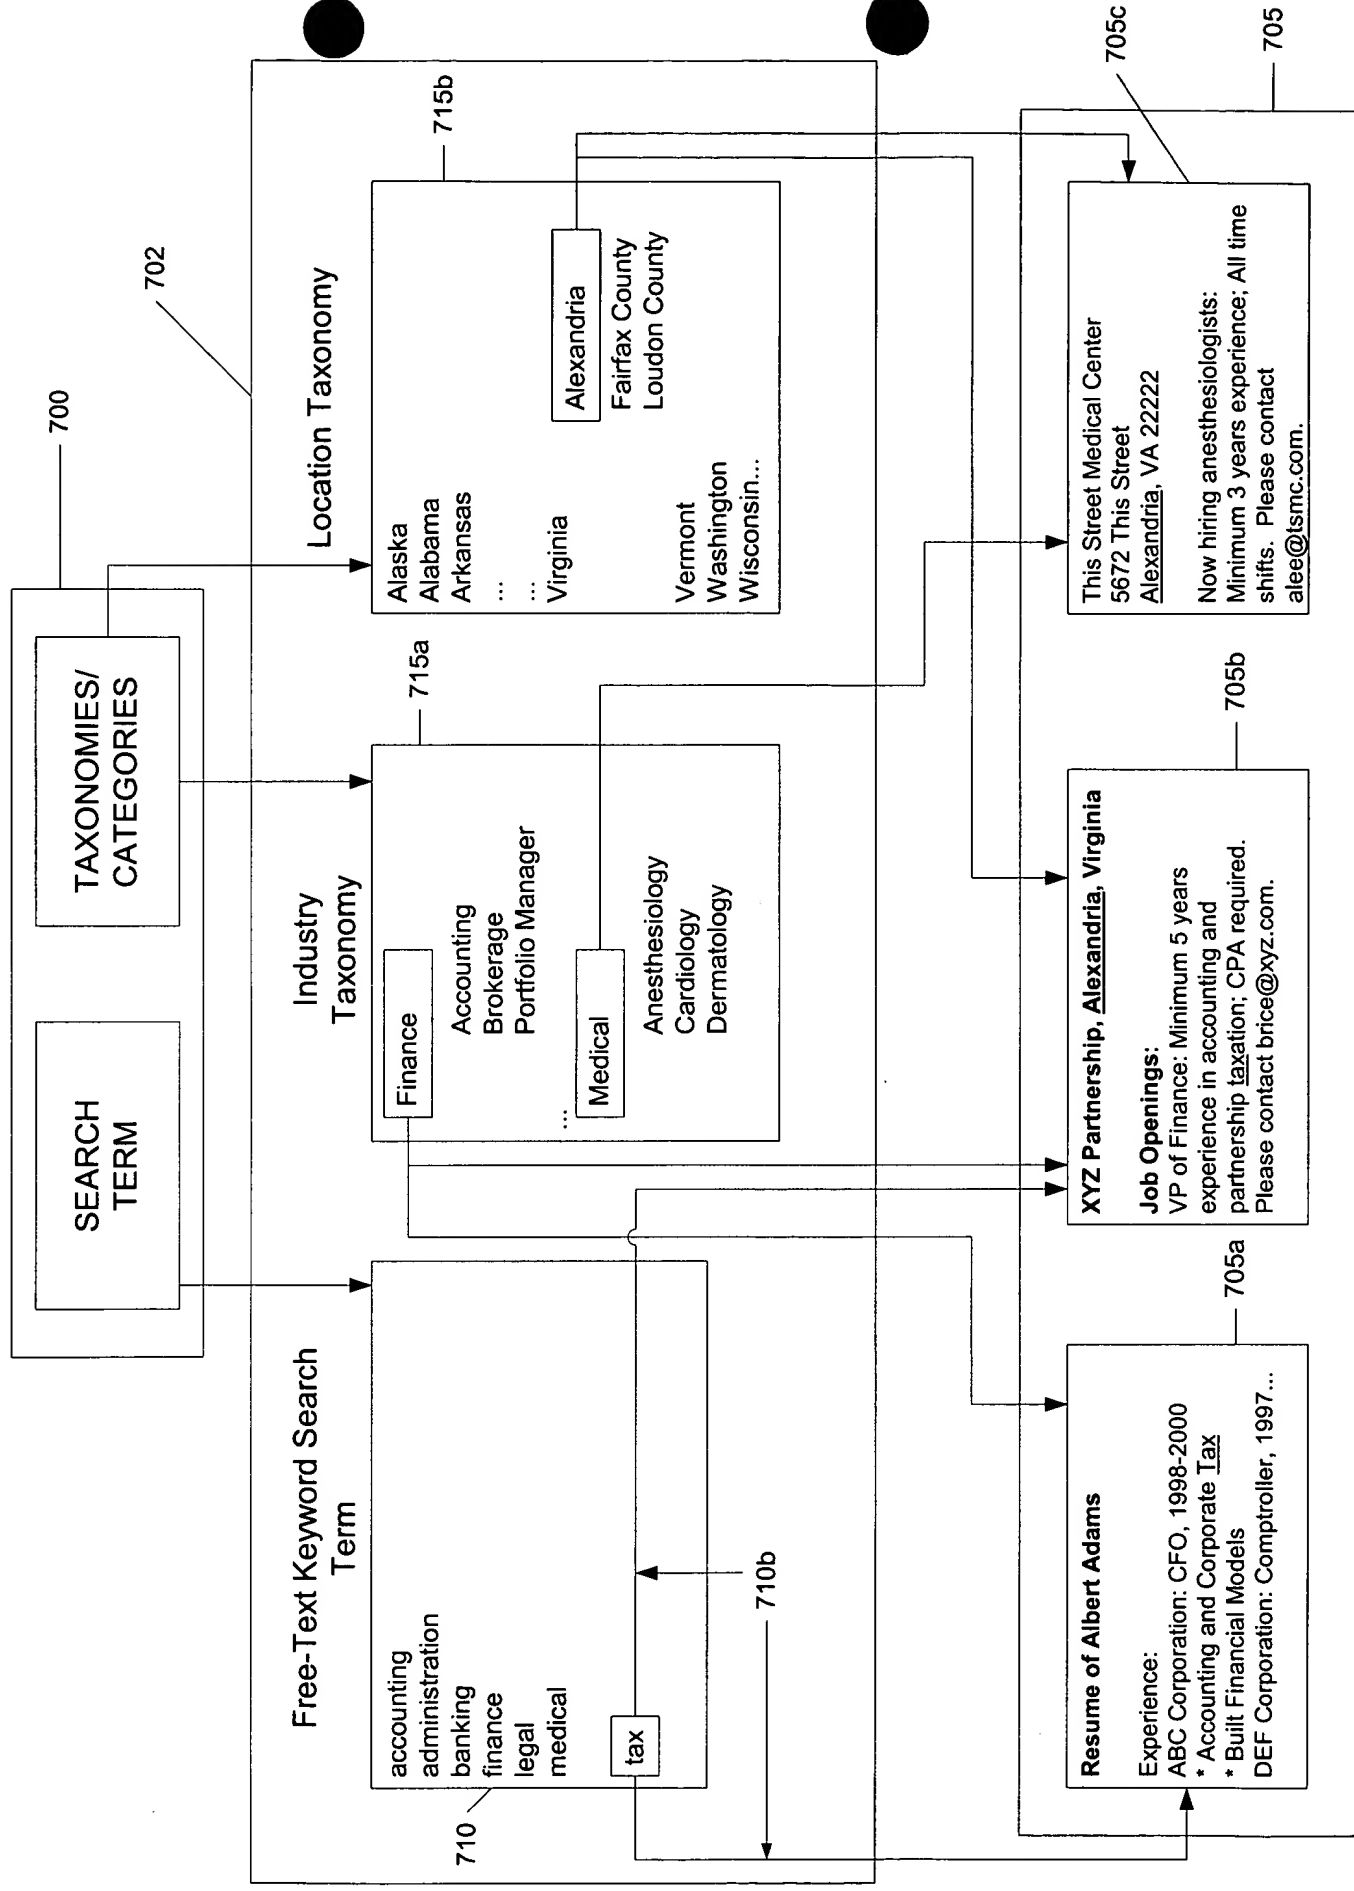 700
SEARCH
TERM
TAXONOMIES/
CATEGORIES
702
Free-Text Keyword Search
Term
Industry
Taxonomy
Location Taxonomy
710
accounting
administration
banking
finance
legal
medical
tax
710b
715a
Finance
Accounting
Brokerage
Portfolio Manager
...
Medical
Anesthesiology
Cardiology
Dermatology
715b
Alaska
Alabama
Arkansas
...
...
Virginia
Alexandria
Fairfax County
Loudon County
Vermont
Washington
Wisconsin...
705a
Resume of Albert Adams
Experience:
ABC Corporation: CFO, 1998-2000
* Accounting and Corporate Tax
* Built Financial Models
DEF Corporation: Comptroller, 1997...
705b
XYZ Partnership, Alexandria, Virginia
Job Openings:
VP of Finance: Minimum 5 years
experience in accounting and
partnership taxation; CPA required.
Please contact brice@xyz.com.
705c
This Street Medical Center
5672 This Street
Alexandria, VA 22222
Now hiring anesthesiologists:
Minimum 3 years experience; All time
shifts. Please contact
alee@tsmc.com.
705